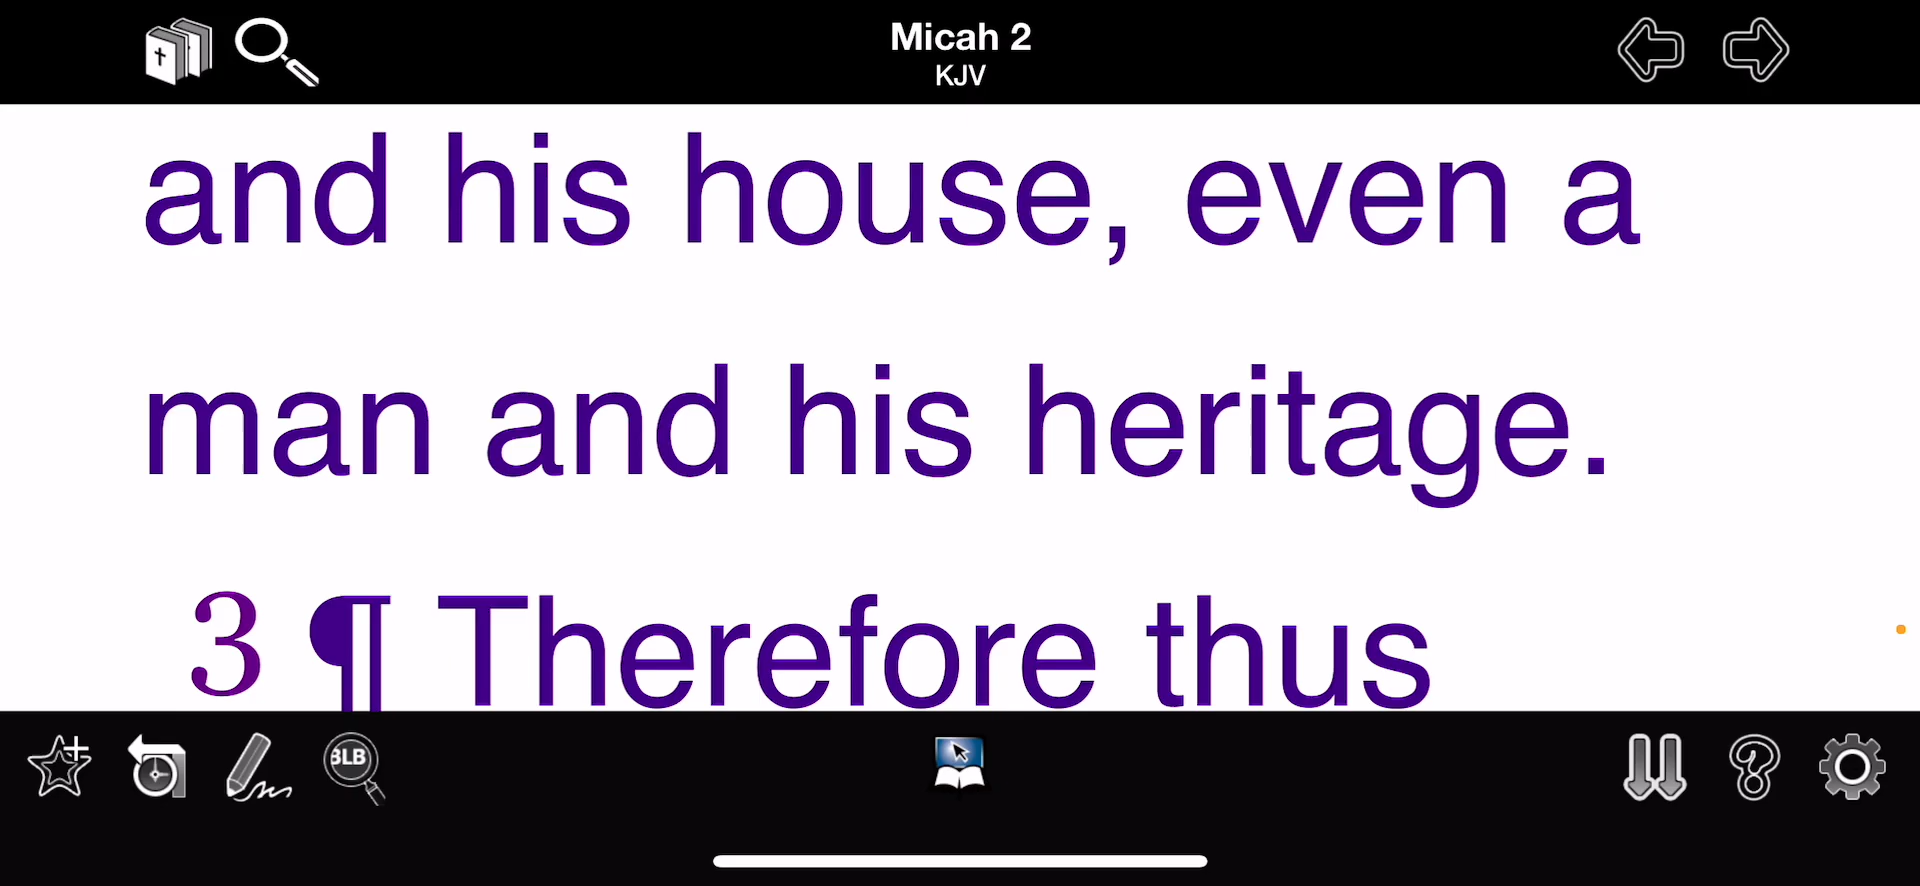 Micah 2
KJV
and his house, even a
man and his heritage.
3 ¶ Therefore thus
BLB